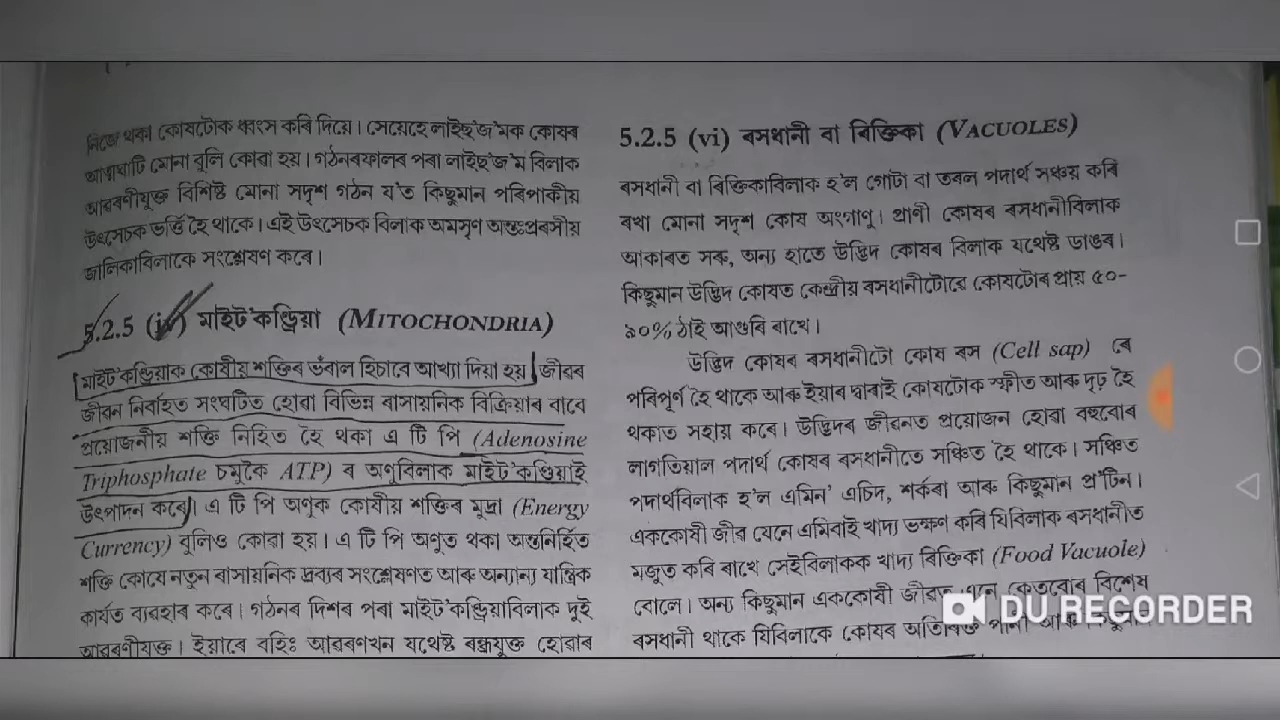 নিজে থকা কোষটোক ধ্বংস কৰি দিয়ে। সেয়েহে লাইছ'জ'মক কোষৰ
আত্মঘাটি মোনা বুলি কোৱা হয়। গঠনৰফালৰ পৰা লাইছ'জ'ম বিলাক
আৱৰণীযুক্ত বিশিষ্ট মোনা সদৃশ গঠন য'ত কিছুমান পৰিপাকীয়
উৎসেচক ভৰ্ত্তি হৈ থাকে। এই উৎসেচক বিলাক অমসৃণ অন্তঃপ্ৰৰসীয়
জালিকাবিলাকে সংশ্লেষণ কৰে।
5.2.5 (iv) মাইট'কণ্ড্ৰিয়া (MITOCHONDRIA)
মাইট'কণ্ড্ৰিয়াক কোষীয় শক্তিৰ ভঁৰাল হিচাবে আখ্যা দিয়া হয়। জীৱৰ
জীৱন নিৰ্বাহত সংঘটিত হোৱা বিভিন্ন ৰাসায়নিক বিক্ৰিয়াৰ বাবে
প্ৰয়োজনীয় শক্তি নিহিত হৈ থকা এ টি পি (Adenosine
Triphosphate চমুকৈ ATP) ৰ অণুবিলাক মাইট'কণ্ড্ৰিয়াই
উৎপাদন কৰে। এ টি পি অণুক কোষীয় শক্তিৰ মুদ্ৰা (Energy
Currency) বুলিও কোৱা হয়। এ টি পি অণুত থকা অন্তৰ্নিহিত
শক্তি কোষে নতুন ৰাসায়নিক দ্ৰব্যৰ সংশ্লেষণত আৰু অন্যান্য যান্ত্ৰিক
কাৰ্যত ব্যৱহাৰ কৰে। গঠনৰ দিশৰ পৰা মাইট'কণ্ড্ৰিয়াবিলাক দুই
আৱৰণীযুক্ত। ইয়াৰে বহিঃ আৱৰণখন যথেষ্ট ৰন্ধ্ৰযুক্ত হোৱাৰ
5.2.5 (vi) ৰসধানী বা ৰিক্তিকা (VACUOLES)
ৰসধানী বা ৰিক্তিকাবিলাক হ'ল গোটা বা তৰল পদাৰ্থ সঞ্চয় কৰি
ৰখা মোনা সদৃশ কোষ অংগাণু। প্ৰাণী কোষৰ ৰসধানীবিলাক
আকাৰত সৰু, অন্য হাতে উদ্ভিদ কোষৰ বিলাক যথেষ্ট ডাঙৰ।
কিছুমান উদ্ভিদ কোষত কেন্দ্ৰীয় ৰসধানীটোৱে কোষটোৰ প্ৰায় ৫০-
৯০% ঠাই আগুৰি ৰাখে।
উদ্ভিদ কোষৰ ৰসধানীটো কোষ ৰস (Cell sap) ৰে
পৰিপূৰ্ণ হৈ থাকে আৰু ইয়াৰ দ্বাৰাই কোষটোক স্ফীত আৰু দৃঢ় হৈ
থকাত সহায় কৰে। উদ্ভিদৰ জীৱনত প্ৰয়োজন হোৱা বহুবোৰ
লাগতিয়াল পদাৰ্থ কোষৰ ৰসধানীতে সঞ্চিত হৈ থাকে। সঞ্চিত
পদাৰ্থবিলাক হ'ল এমিন' এচিদ, শৰ্কৰা আৰু কিছুমান প্ৰ'টিন।
এককোষী জীৱ যেনে এমিবাই খাদ্য ভক্ষণ কৰি যিবিলাক ৰসধানীত
মজুত কৰি ৰাখে সেইবিলাকক খাদ্য ৰিক্তিকা (Food Vacuole)
বোলে। অন্য কিছুমান এককোষী জীৱত এনে কেতবোৰ বিশেষ
ৰসধানী থাকে যিবিলাকে কোষৰ অতিৰিক্ত পানী আৰু
DU RECORDER